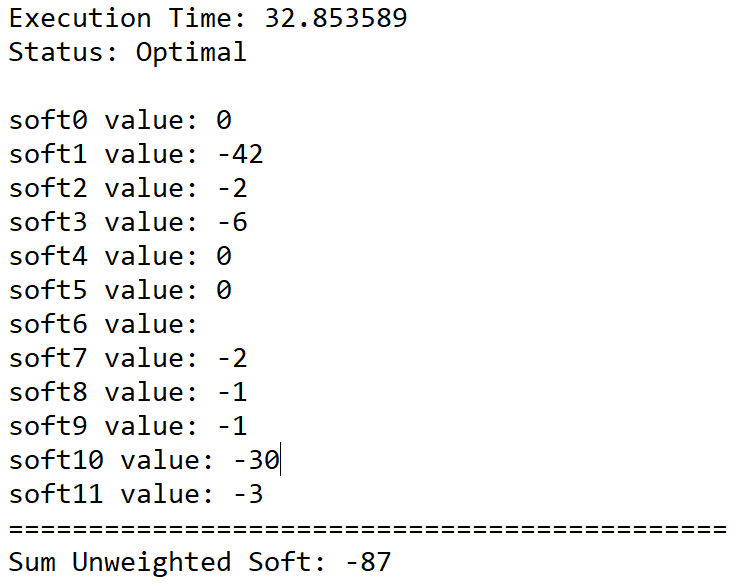 Execution Time: 32.853589
Status: Optimal
soft0 value: 0
soft1 value: -42
soft2 value: -2
soft3 value: -6
soft4 value: 0
soft5 value: 0
soft6 value:
soft7 value: -2
soft8 value: -1
soft9 value: -1
soft10 value: -30
soft11 value: -3
=============================================
Sum Unweighted Soft: -87